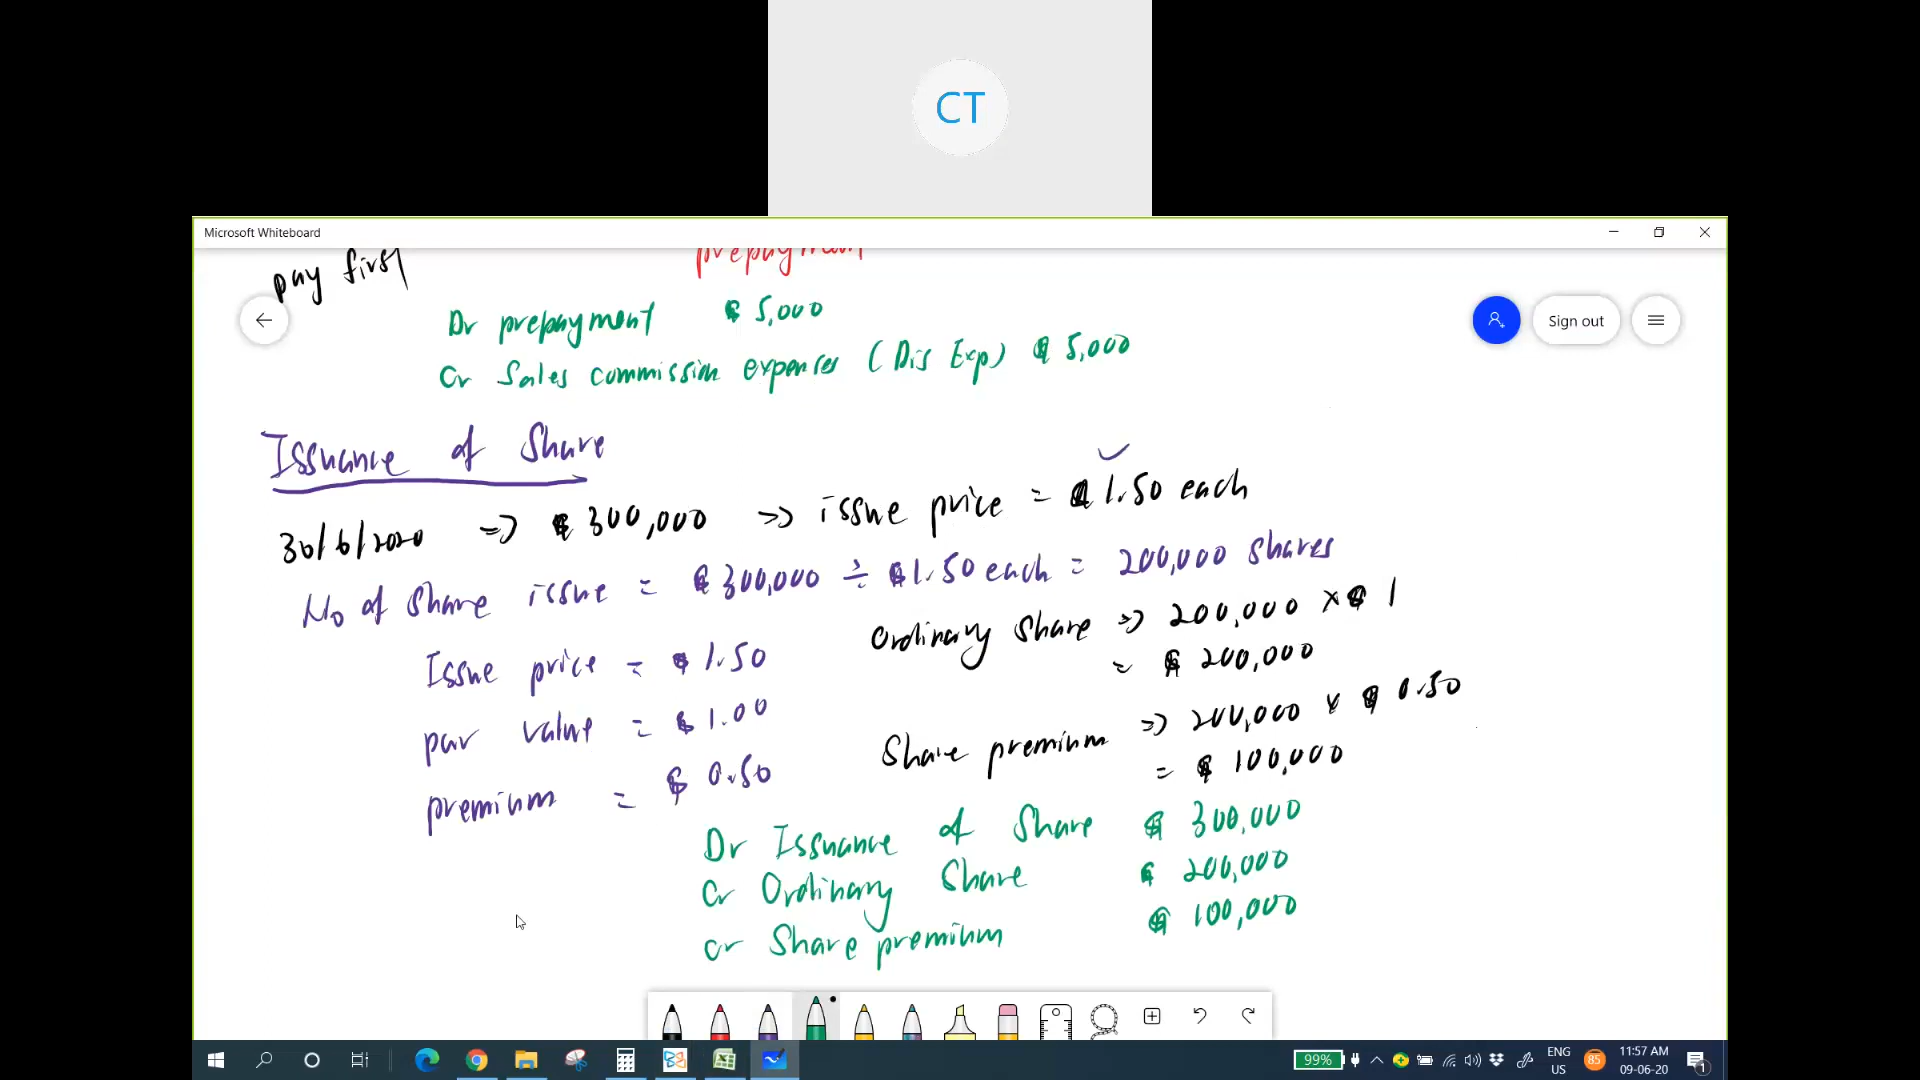 CT
Microsoft Whiteboard
pay first
prepayment
Dr prepayment $ 5,000
Sign out
Cr Sales commission expenses (Dis Exp) $ 5,000
Issuance of Share
30/6/2020 => $ 300,000 => issue price = $ 1.50 each
No of share issue = $ 300,000 ÷ $1.50 each = 200,000 shares
Ordinary share => 200,000 x $ 1
= $ 200,000
Issue price = $ 1.50
par value = $ 1.00
premium = $ 0.50
Share premium => 200,000 x $ 0.50
= $ 100,000
Dr Issuance of Share $ 300,000
Cr Ordinary Share $ 200,000
Cr Share premium $ 100,000
99%
ENG
US
85
11:57 AM
09-06-20
1